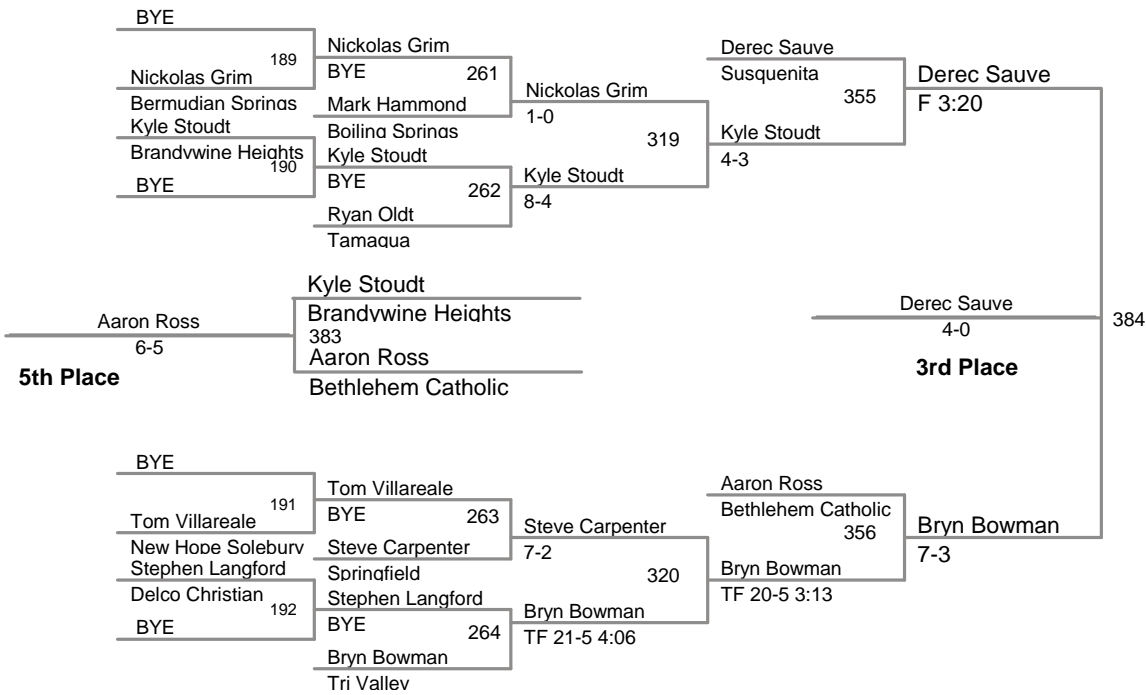 BYE
189
Nickolas Grim
Bermudian Springs
Kyle Stoudt
Brandywine Heights
190
BYE
Nickolas Grim
BYE
261
Mark Hammond
Boiling Springs
Kyle Stoudt
BYE
262
Ryan Oldt
Tamaqua
Nickolas Grim
1-0
319
Kyle Stoudt
8-4
Derec Sauve
Susquenita
355
Kyle Stoudt
4-3
Derec Sauve
F 3:20
Kyle Stoudt
Brandywine Heights
383
Aaron Ross
Bethlehem Catholic
Aaron Ross
6-5
5th Place
Derec Sauve
4-0
3rd Place
384
BYE
191
Tom Villareale
New Hope Solebury
Stephen Langford
Delco Christian
192
BYE
Tom Villareale
BYE
263
Steve Carpenter
Springfield
Stephen Langford
BYE
264
Bryn Bowman
Tri Valley
Steve Carpenter
7-2
320
Bryn Bowman
TF 21-5 4:06
Aaron Ross
Bethlehem Catholic
356
Bryn Bowman
TF 20-5 3:13
Bryn Bowman
7-3